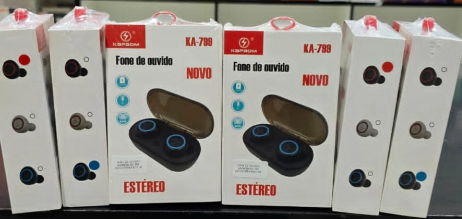 KAPBOM
KA-799
Fone de ouvido
NOVO
ESTÉREO
KAPBOM
KA-799
Fone de ouvido
NOVO
ESTÉREO